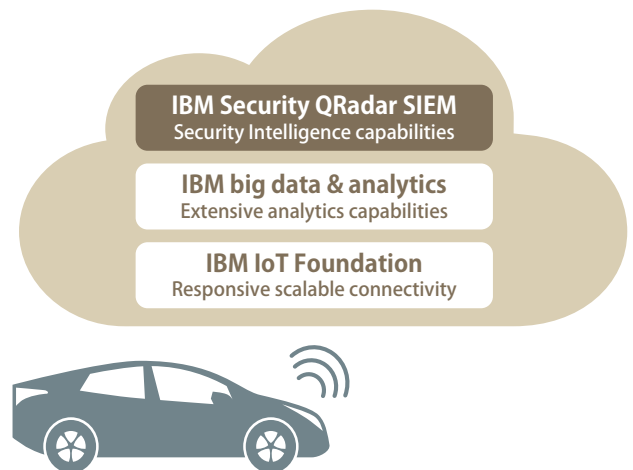 IBM Security QRadar SIEM
Security Intelligence capabilities
IBM big data & analytics
Extensive analytics capabilities
IBM IoT Foundation
Responsive scalable connectivity